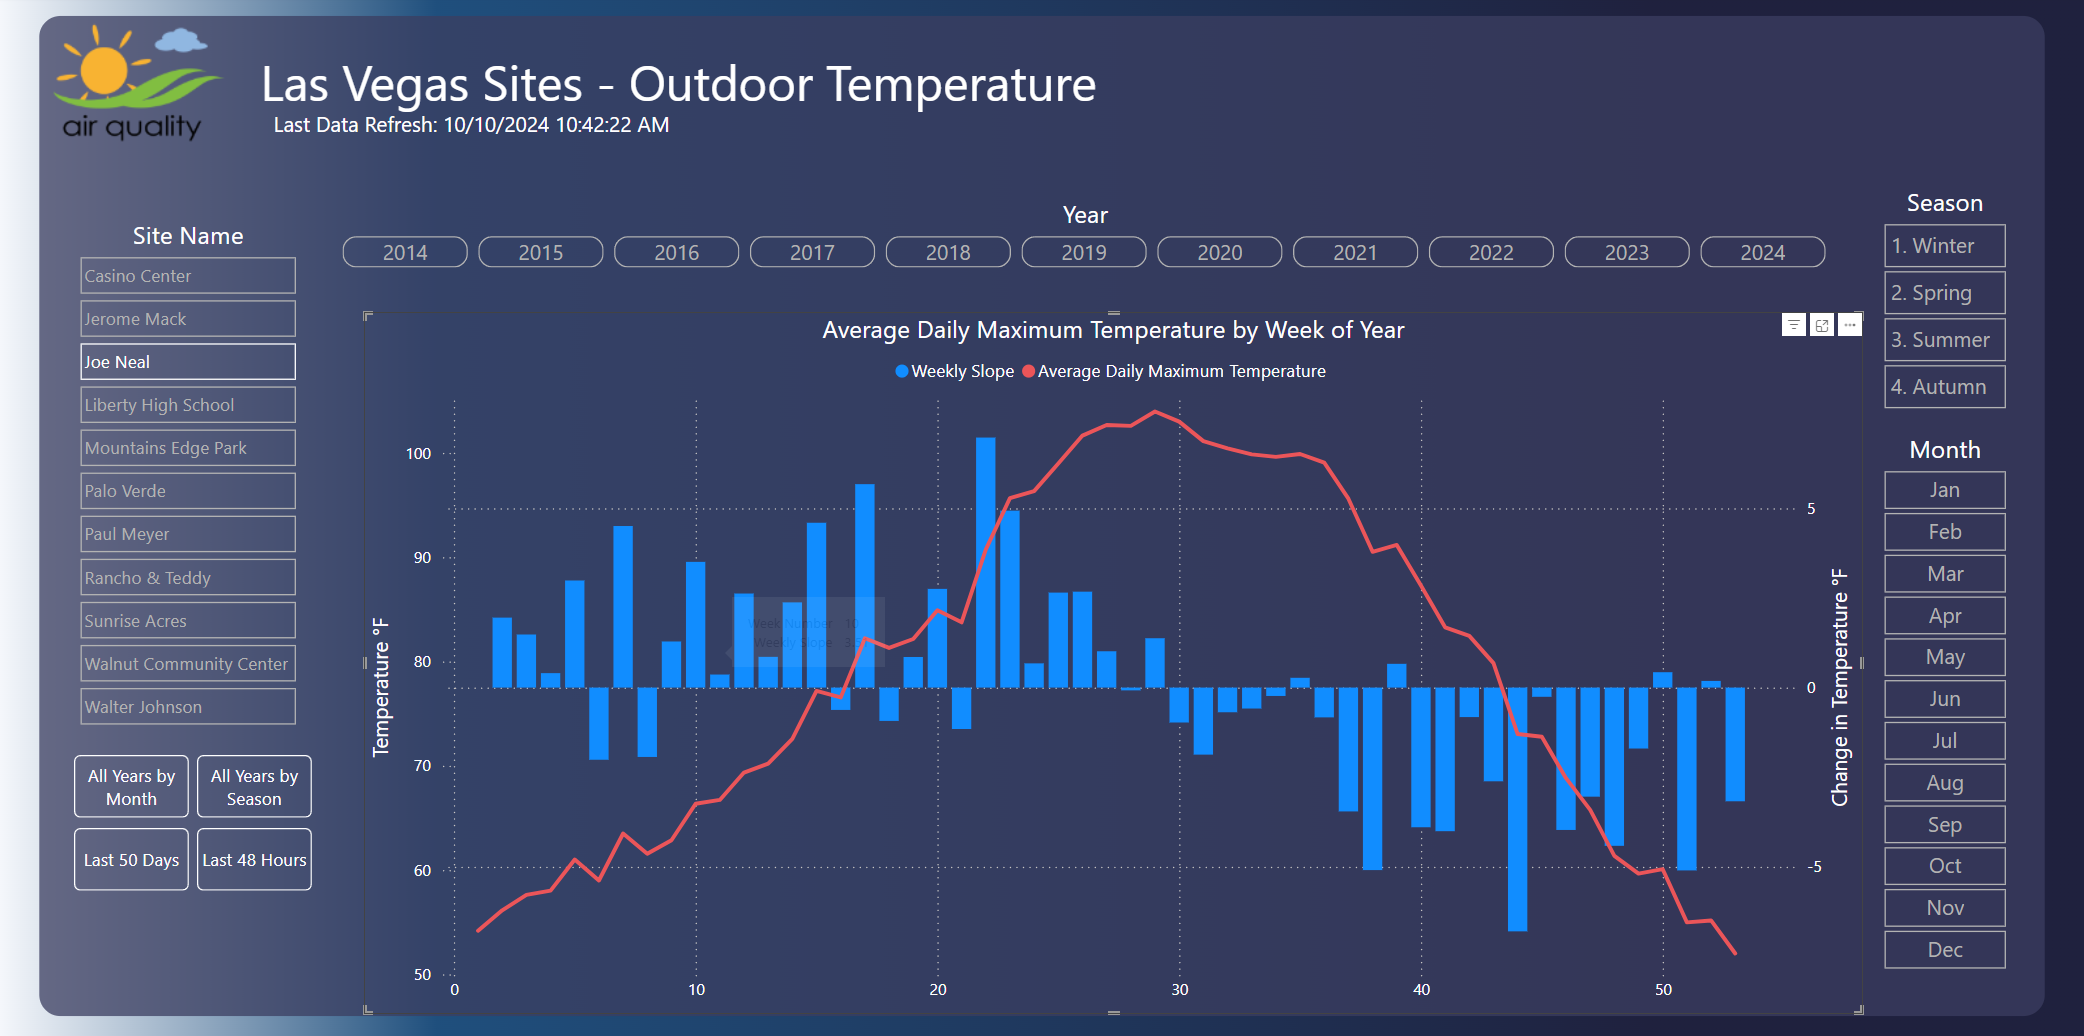 air quality
Las Vegas Sites - Outdoor Temperature
Last Data Refresh: 10/10/2024 10:42:22 AM
Year
2014 2015 2016 2017 2018 2019 2020 2021 2022 2023 2024
Site Name
Casino Center
Jerome Mack
Joe Neal
Liberty High School
Mountains Edge Park
Palo Verde
Paul Meyer
Rancho & Teddy
Sunrise Acres
Walnut Community Center
Walter Johnson
All Years by
Month
All Years by
Season
Last 50 Days
Last 48 Hours
Average Daily Maximum Temperature by Week of Year
Weekly Slope Average Daily Maximum Temperature
Temperature °F
100
90
80
70
60
50
Week Number 10
Weekly Slope
0 10 20 30 40 50
5
0
-5
Change in Temperature °F
Season
1. Winter
2. Spring
3. Summer
4. Autumn
Month
Jan
Feb
Mar
Apr
May
Jun
Jul
Aug
Sep
Oct
Nov
Dec